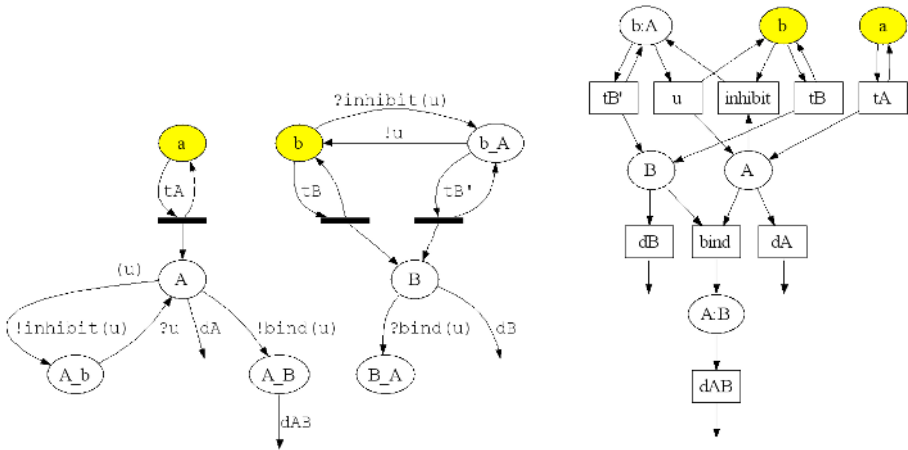 b:A b a
tB' u inhibit tB tA
?inhibit(u)
a b !u b_A
tA tB tB'
B A
(u) A B
dB bind dA
!inhibit(u) ?u dA !bind(u) ?bind(u) dB
A:B
A_b A_B B_A
dAB
dAB